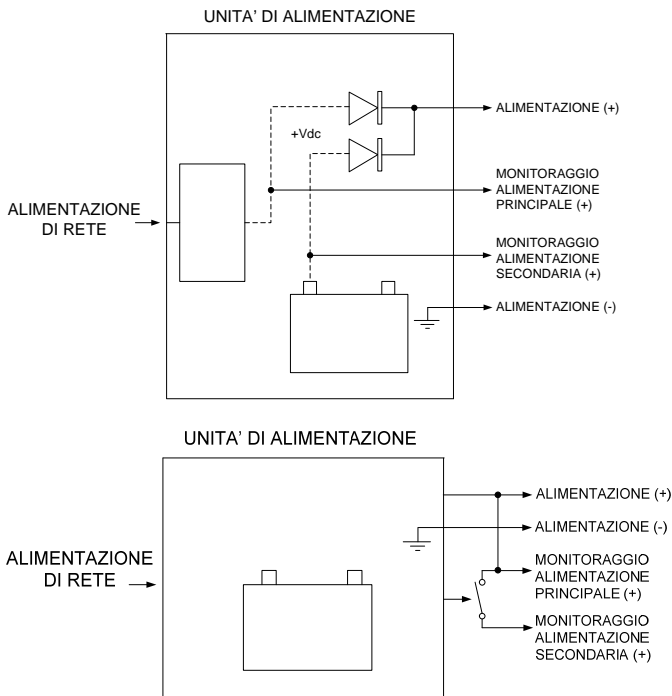 UNITA' DI ALIMENTAZIONE
+Vdc
ALIMENTAZIONE (+)
MONITORAGGIO
ALIMENTAZIONE
PRINCIPALE (+)
ALIMENTAZIONE
DI RETE
MONITORAGGIO
ALIMENTAZIONE
SECONDARIA (+)
ALIMENTAZIONE (-)
UNITA' DI ALIMENTAZIONE
ALIMENTAZIONE (+)
ALIMENTAZIONE (-)
ALIMENTAZIONE
DI RETE
MONITORAGGIO
ALIMENTAZIONE
PRINCIPALE (+)
MONITORAGGIO
ALIMENTAZIONE
SECONDARIA (+)